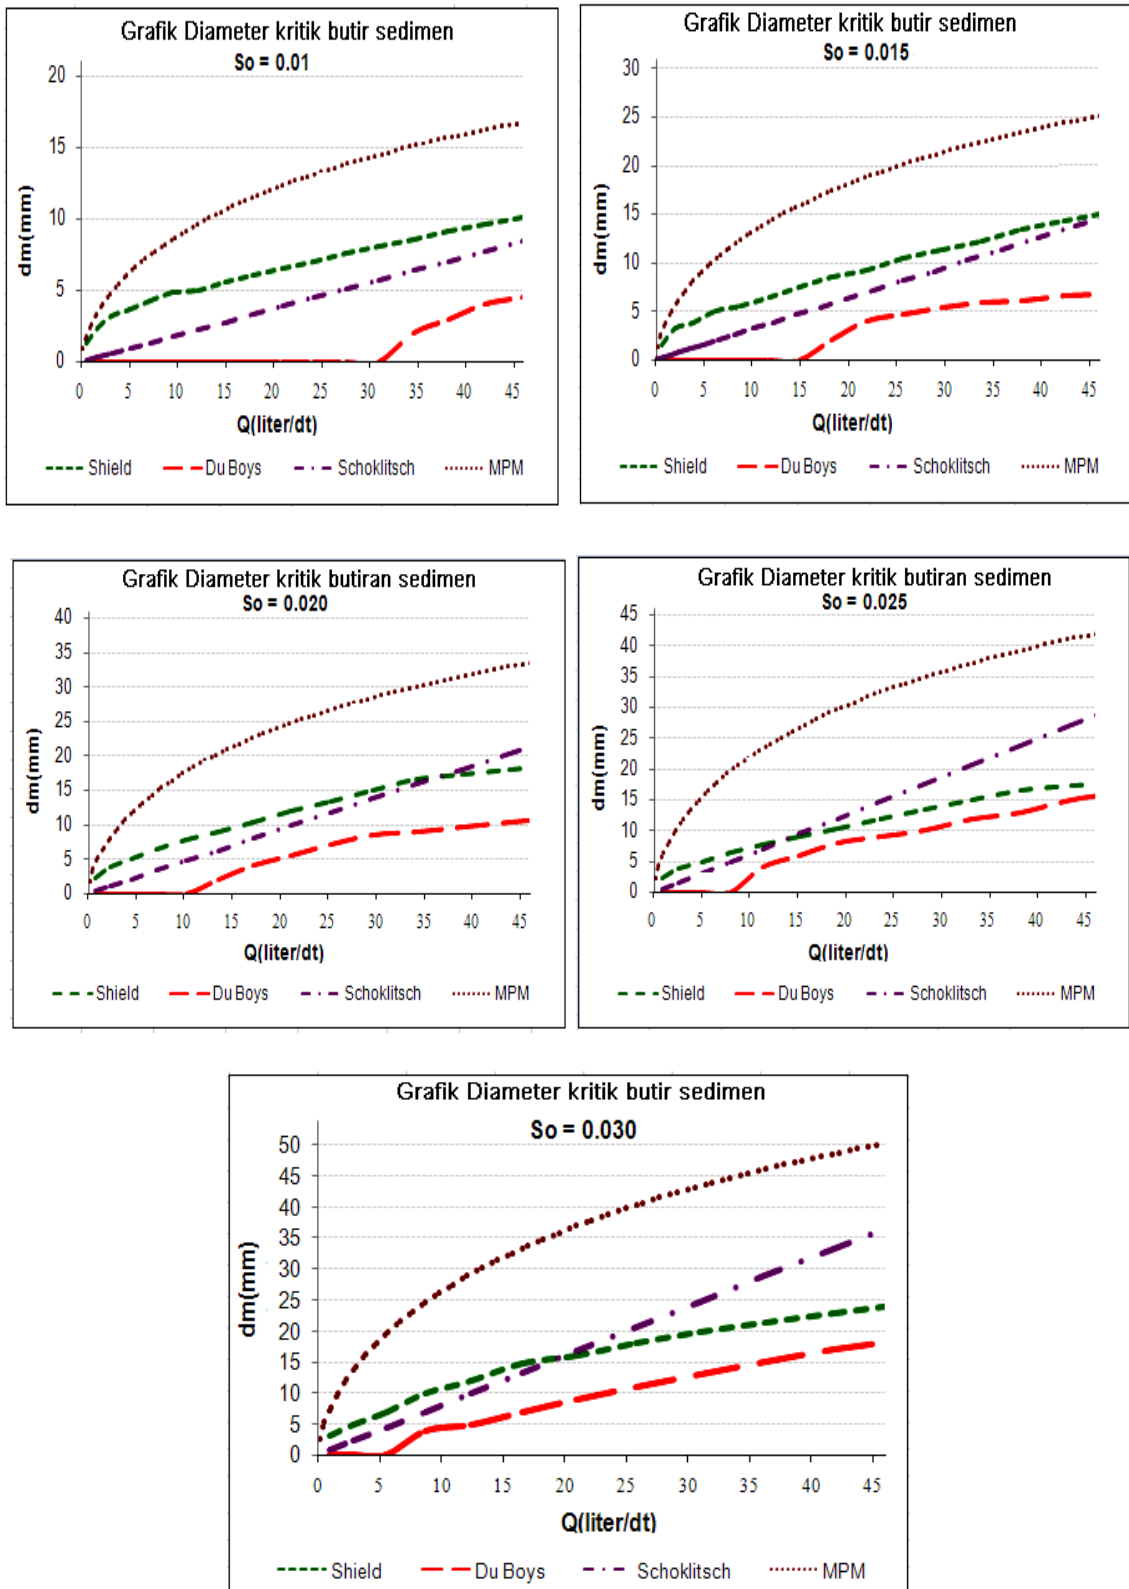 Grafik Diameter kritik butir sedimen
So = 0.01
20
15
10
5
0
dm(mm)
0 5 10 15 20 25 30 35 40 45
Q(liter/dt)
Shield Du Boys Schoklitsch MPM
Grafik Diameter kritik butir sedimen
So = 0.015
30
25
20
15
10
5
0
dm(mm)
0 5 10 15 20 25 30 35 40 45
Q(liter/dt)
Shield Du Boys Schoklitsch MPM
Grafik Diameter kritik butiran sedimen
So = 0.020
40
35
30
25
20
15
10
5
0
dm(mm)
0 5 10 15 20 25 30 35 40 45
Q(liter/dt)
Shield Du Boys Schoklitsch MPM
Grafik Diameter kritik butiran sedimen
So = 0.025
45
40
35
30
25
20
15
10
5
0
dm(mm)
0 5 10 15 20 25 30 35 40 45
Q(liter/dt)
Shield Du Boys Schoklitsch MPM
Grafik Diameter kritik butir sedimen
So = 0.030
50
45
40
35
30
25
20
15
10
5
0
dm(mm)
0 5 10 15 20 25 30 35 40 45
Q(liter/dt)
Shield Du Boys Schoklitsch MPM